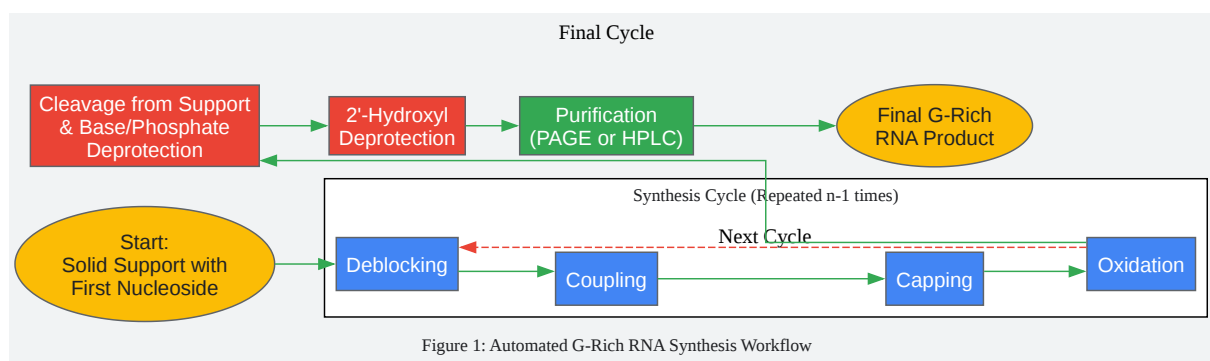 Final Cycle
Cleavage from Support
& Base/Phosphate
Deprotection
2'-Hydroxyl
Deprotection
Purification
(PAGE or HPLC)
Final G-Rich
RNA Product
Synthesis Cycle (Repeated n-1 times)
Next Cycle
Start:
Solid Support with
First Nucleoside
Deblocking
Coupling
Capping
Oxidation
Figure 1: Automated G-Rich RNA Synthesis Workflow